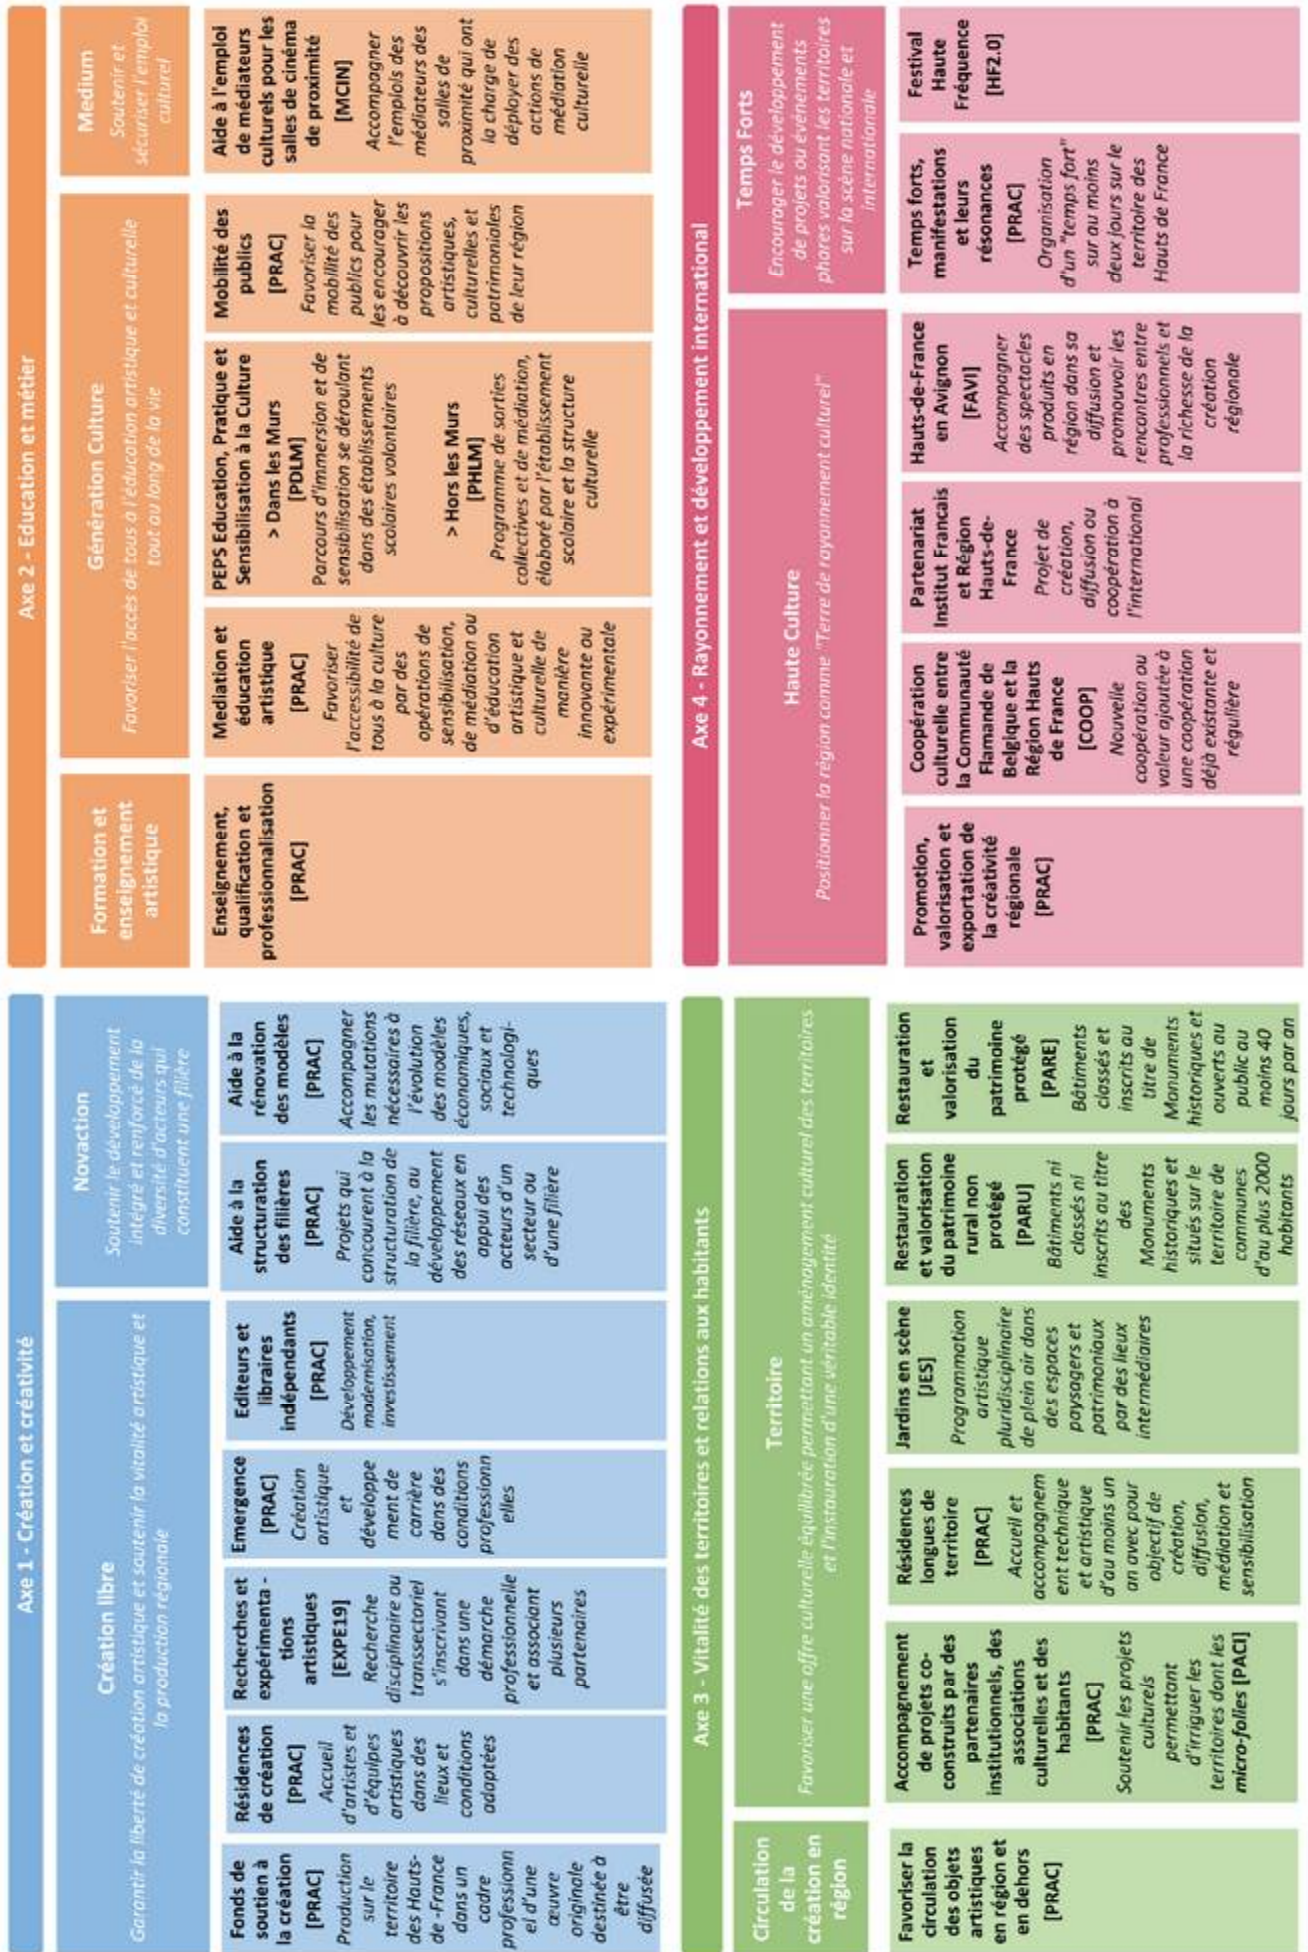 Axe 1 - Création et créativité
Création libre
Garantir la liberté de création artistique et soutenir la vitalité artistique et
la production régionale
Novaction
Soutenir le développement
intégré et renforcé de la
diversité d'acteurs qui
constituent une filière
Fonds de
soutien à
la création
[PRAC]
Production
sur le
territoire
des Hauts-
de -France
dans un
cadre
professionn
el d'une
œuvre
originale
destinée à
être
diffusée
Résidences
de création
[PRAC]
Accueil
d'artistes et
d'équipes
artistiques
dans des
lieux et
conditions
adaptées
Recherches et
expérimenta -
tions
artistiques
[EXPE19]
Recherche
disciplinaire ou
transsectoriel
s'inscrivant
dans une
démarche
professionnelle
et associant
plusieurs
partenaires
Emergence
[PRAC]
Création
artistique
et
développe
ment de
carrière
dans des
conditions
professionn
elles
Editeurs et
libraires
indépendants
[PRAC]
Développement
modernisation,
investissement
Aide à la
structuration
des filières
[PRAC]
Projets qui
concourent à la
structuration de
la filière, au
développement
des réseaux en
appui des
acteurs d'un
secteur ou
d'une filière
Aide à la
rénovation
des modèles
[PRAC]
Accompagner
les mutations
nécessaires à
l'évolution
des modèles
économiques,
sociaux et
technologi-
ques
Axe 2 - Education et métier
Formation et
enseignement
artistique
Génération Culture
Favoriser l'accès de tous à l'éducation artistique et culturelle
tout au long de la vie
Medium
Soutenir et
sécuriser l'emploi
culturel
Enseignement,
qualification et
professionnalisation
[PRAC]
Mediation et
éducation
artistique
[PRAC]
Favoriser
l'accessibilité de
tous à la culture
par des
opérations de
sensibilisation,
de médiation ou
d'éducation
artistique et
culturelle de
manière
innovante ou
expérimentale
PEPS Education, Pratique et
Sensibilisation à la Culture
> Dans les Murs
[PDLM]
Parcours d'immersion et de
sensibilisation se déroulant
dans des établissements
scolaires volontaires
> Hors les Murs
[PHLM]
Programme de sorties
collectives et de médiation,
élaboré par l'établissement
scolaire et la structure
culturelle
Mobilité des
publics
[PRAC]
Favoriser la
mobilité des
publics pour
les encourager
à découvrir les
propositions
artistiques,
culturelles et
patrimoniales
de leur région
Aide à l'emploi
de médiateurs
culturels pour les
salles de cinéma
de proximité
[MCIN]
Accompagner
l'emplois des
médiateurs des
salles de
proximité qui ont
la charge de
déployer des
actions de
médiation
culturelle
Axe 3 - Vitalité des territoires et relations aux habitants
Circulation
de la
création en
région
Territoire
Favoriser une offre culturelle équilibrée permettant un aménagement culturel des territoires
et l'instauration d'une véritable identité
Favoriser la
circulation
des objets
artistiques
en région et
en dehors
[PRAC]
Accompagnement
de projets co-
construits par des
partenaires
institutionnels, des
associations
culturelles et des
habitants
[PRAC]
Soutenir les projets
culturels
permettant
d'irriguer les
territoires dont les
micro-folies [PACI]
Résidences
longues de
territoire
[PRAC]
Accueil et
accompagnem
ent technique
et artistique
d'au moins un
an avec pour
objectif de
création,
diffusion,
médiation et
sensibilisation
Jardins en scène
[JES]
Programmation
artistique
pluridisciplinaire
de plein air dans
des espaces
paysagers et
patrimoniaux
par des lieux
intermédiaires
Restauration
et valorisation
du patrimoine
rural non
protégé
[PARU]
Bâtiments ni
classés ni
inscrits au titre
des
Monuments
historiques et
situés sur le
territoire de
communes
d'au plus 2000
habitants
Restauration
et
valorisation
du
patrimoine
protégé
[PARE]
Bâtiments
classés et
inscrits au
titre de
Monuments
historiques et
ouverts au
public au
moins 40
jours par an
Axe 4 - Rayonnement et développement international
Haute Culture
Positionner la région comme "Terre de rayonnement culturel"
Temps Forts
Encourager le développement
de projets ou événements
phares valorisant les territoires
sur la scène nationale et
internationale
Promotion,
valorisation et
exportation de
la créativité
régionale
[PRAC]
Coopération
culturelle entre
la Communauté
Flamande de
Belgique et la
Région Hauts
de France
[COOP]
Nouvelle
coopération ou
valeur ajoutée à
une coopération
déjà existante et
régulière
Partenariat
Institut Francais
et Région
Hauts-de-
France
Projet de
création,
diffusion ou
coopération à
l'international
Hauts-de-France
en Avignon
[FAVI]
Accompagner
des spectacles
produits en
région dans sa
diffusion et
promouvoir les
rencontres entre
professionnels et
la richesse de la
création
régionale
Temps forts,
manifestations
et leurs
résonances
[PRAC]
Organisation
d'un "temps fort"
sur au moins
deux jours sur le
territoire des
Hauts de France
Festival
Haute
Fréquence
[HF2.0]